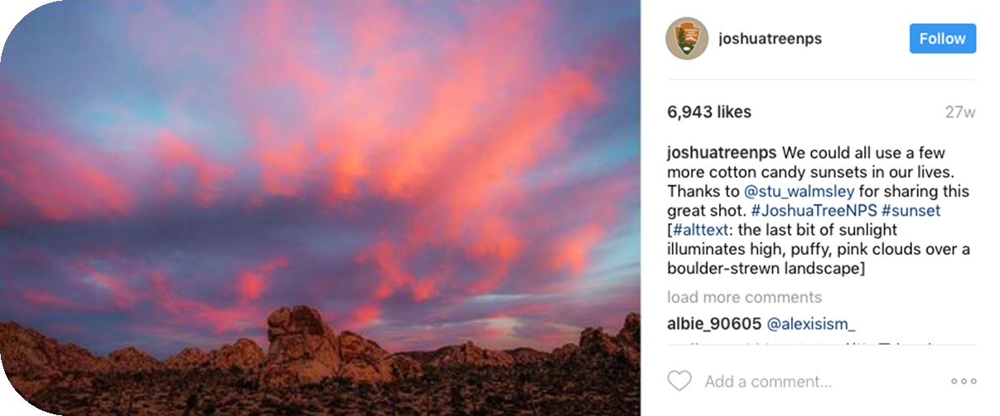 joshuatreenps
Follow
6,943 likes
27w
joshuatreenps We could all use a few
more cotton candy sunsets in our lives.
Thanks to @stu_walmsley for sharing this
great shot. #JoshuaTreeNPS #sunset
[#alttext: the last bit of sunlight
illuminates high, puffy, pink clouds over a
boulder-strewn landscape]
load more comments
albie_90605 @alexisism_
Add a comment...